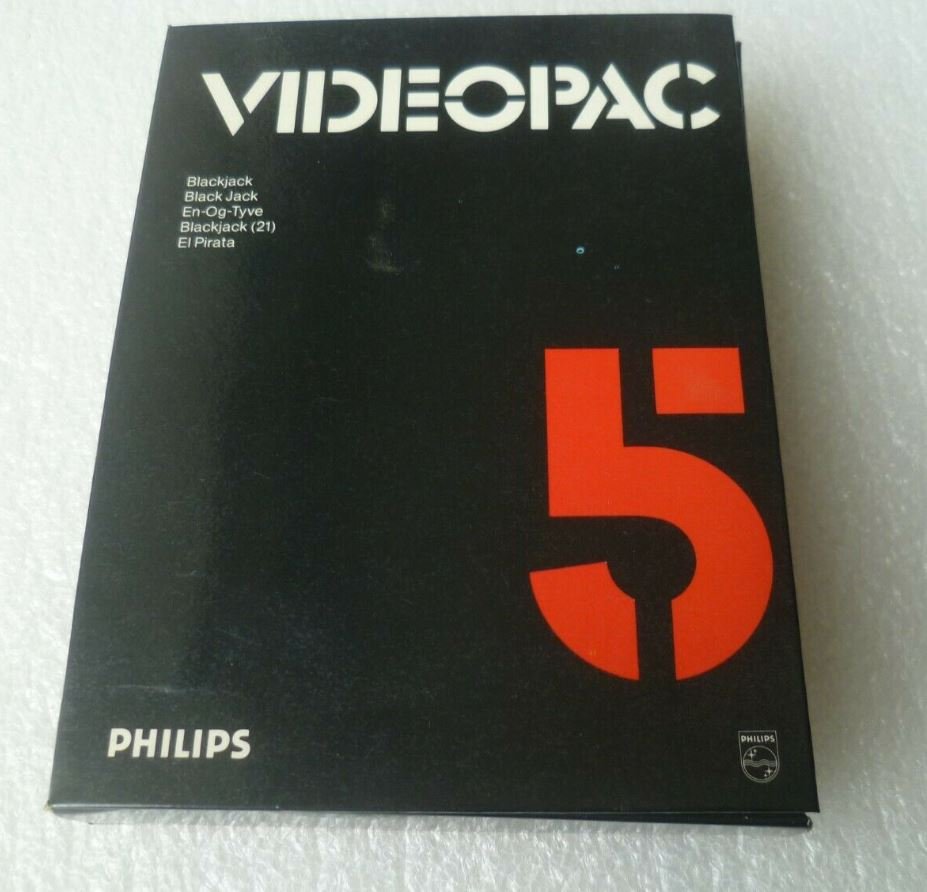 VIDEOPAC
Blackjack
Black Jack
En-Og-Tyve
Blackjack (21)
El Pirata
5
PHILIPS
PHILIPS